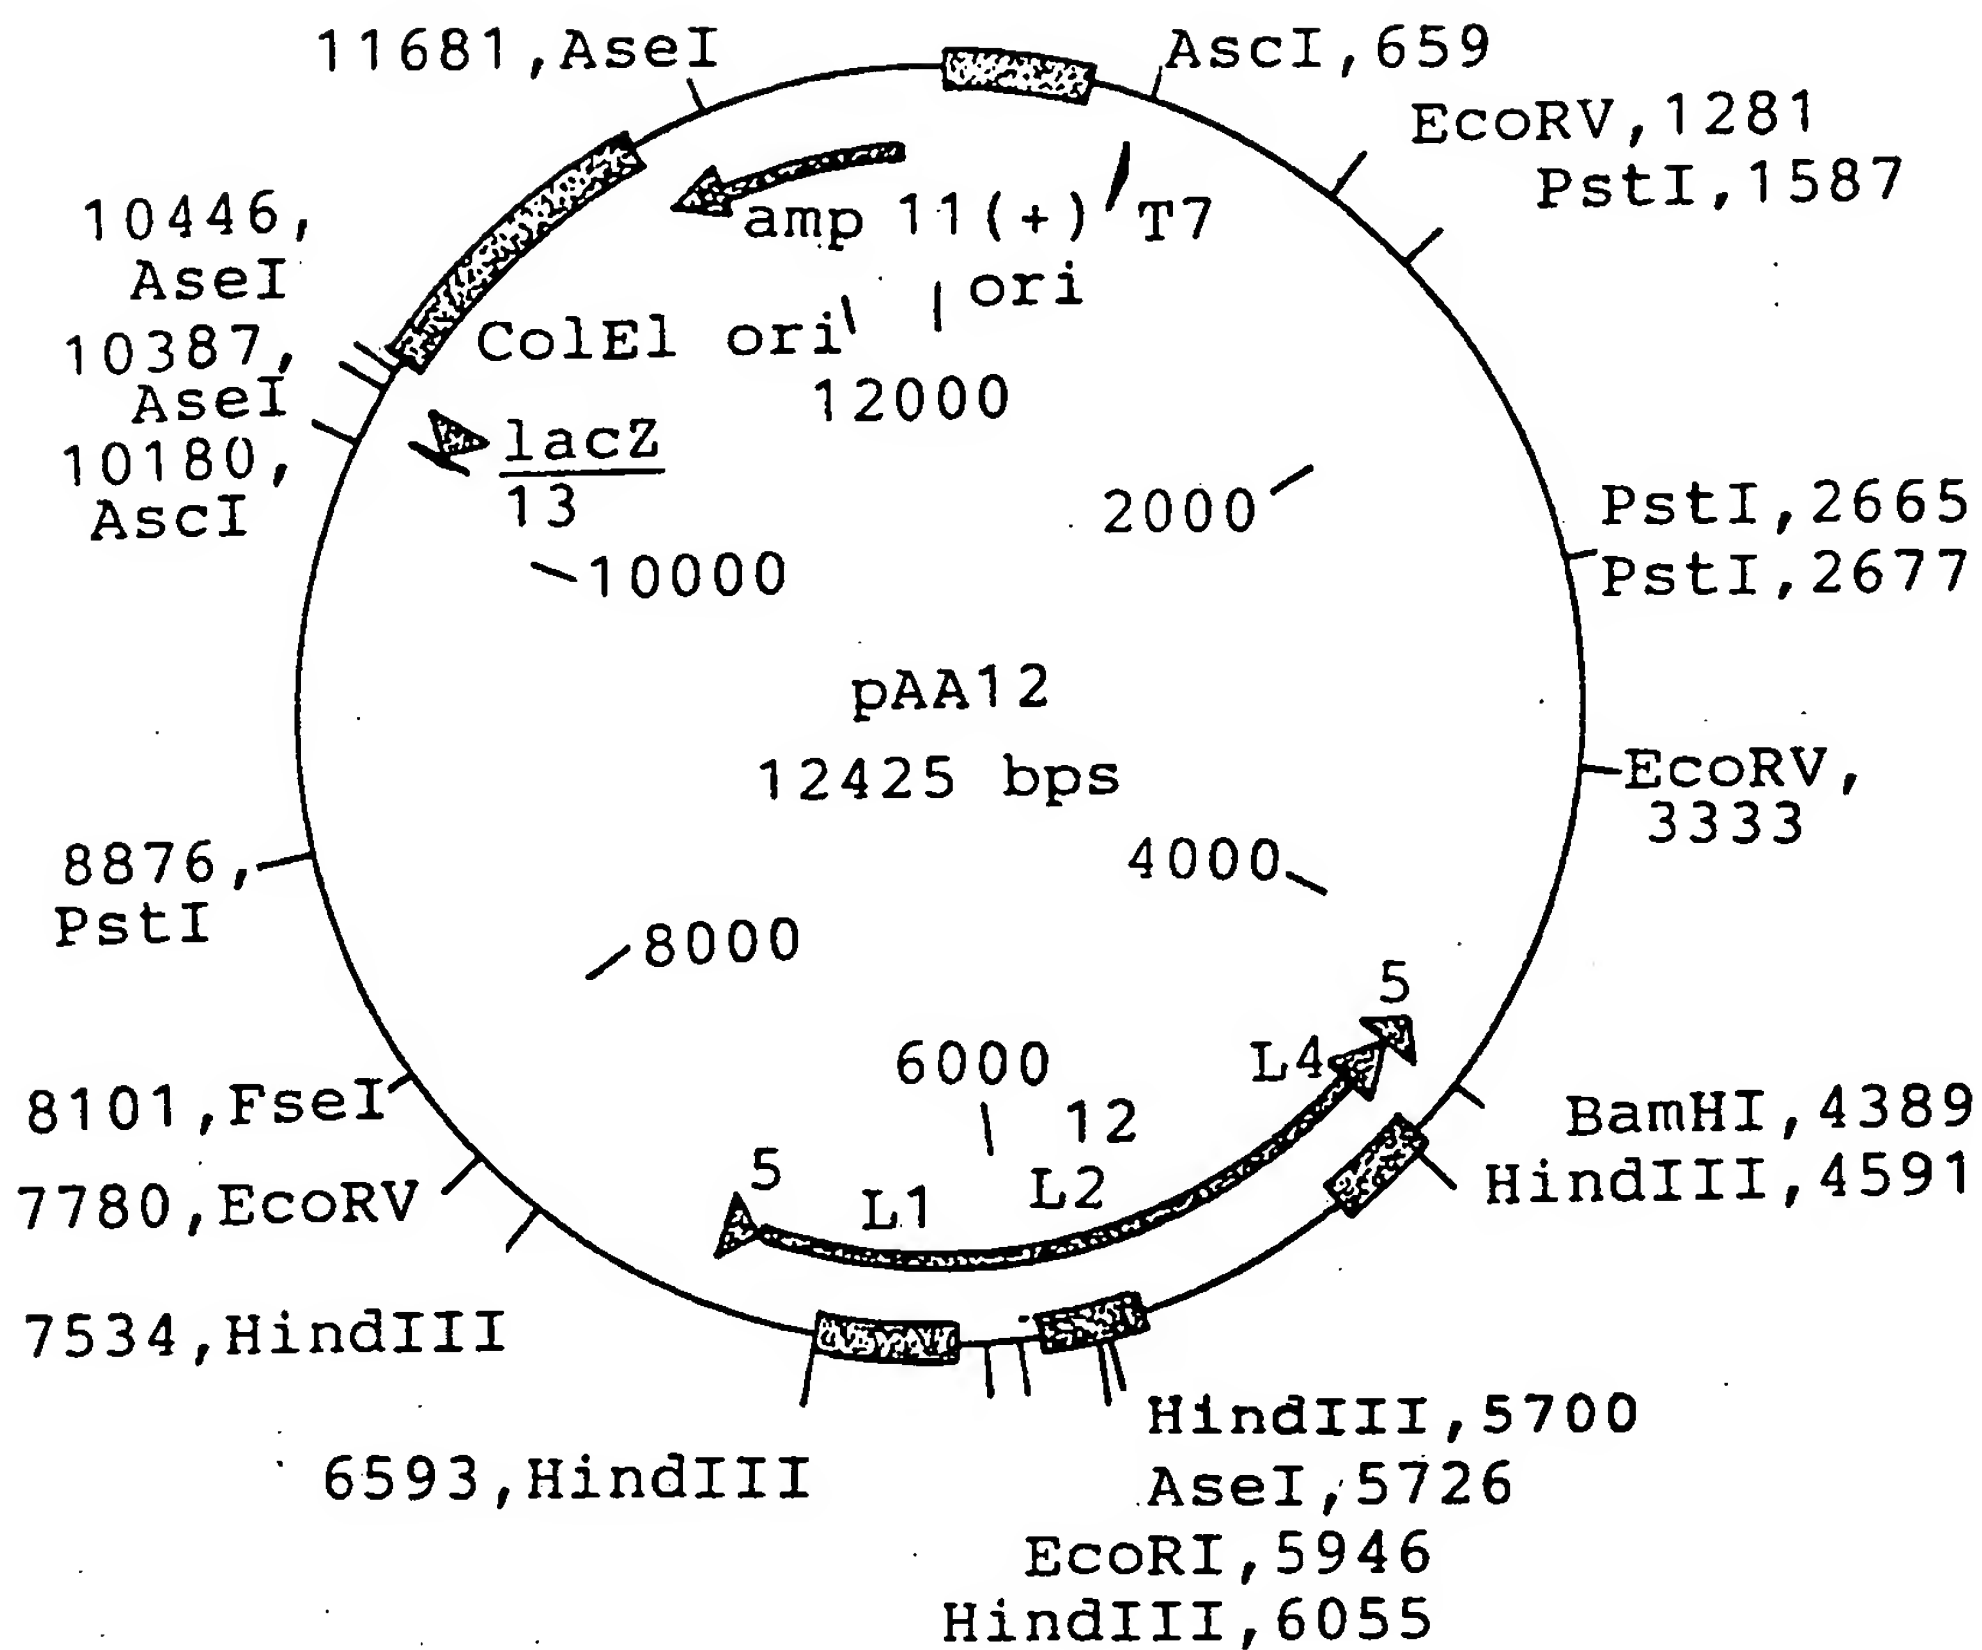 11681,AseI
AscI,659
EcoRV,1281
PstI,1587
10446,
AseI
10387,
AseI
10180,
AscI
amp 11(+)
T7
ori
ColEl ori
12000
lacZ
13
2000
10000
PstI,2665
PstI,2677
pAA12
12425 bps
EcoRV,
3333
8876,
PstI
4000
8000
5
6000
L4
12
8101,FseI
BamHI,4389
5
L1
L2
HindIII,4591
7780,EcoRV
7534,HindIII
HindIII,5700
6593,HindIII
AseI,5726
EcoRI,5946
HindIII,6055